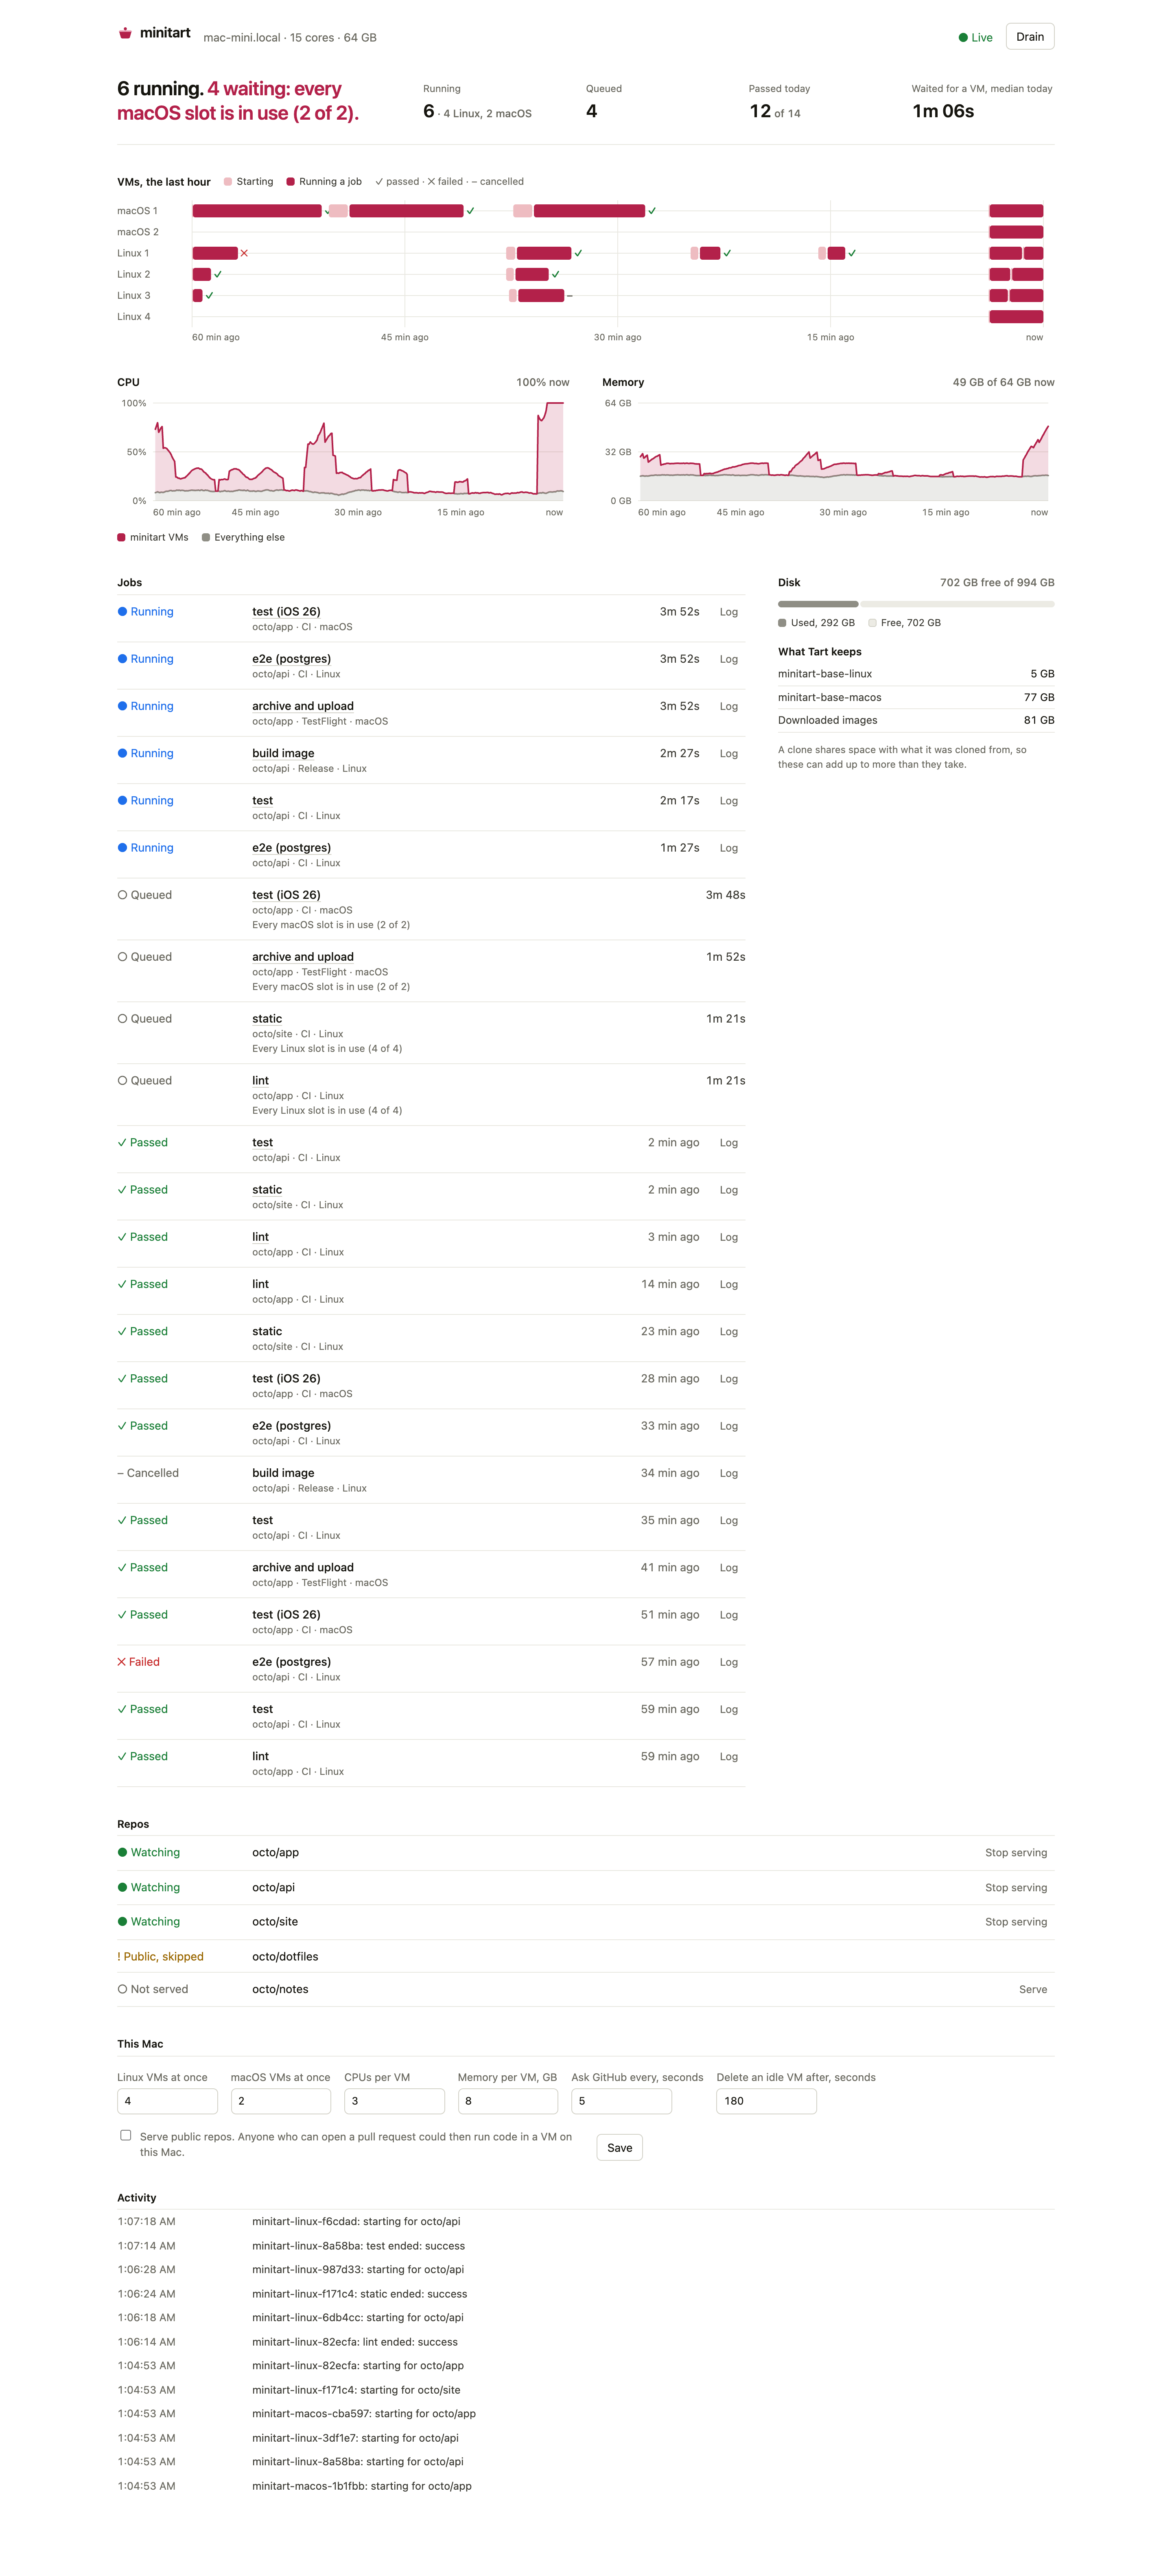 minitart mac-mini.local · 15 cores · 64 GB
Live
Drain
6 running. 4 waiting: every
macOS slot is in use (2 of 2).
Running
6 · 4 Linux, 2 macOS
Queued
4
Passed today
12 of 14
Waited for a VM, median today
1m 06s
VMs, the last hour
Starting
Running a job
✓ passed · ✕ failed · – cancelled
macOS 1
macOS 2
Linux 1
Linux 2
Linux 3
Linux 4
60 min ago
45 min ago
30 min ago
15 min ago
now
CPU
100% now
100%
50%
0%
60 min ago
45 min ago
30 min ago
15 min ago
now
minitart VMs
Everything else
Memory
49 GB of 64 GB now
64 GB
32 GB
0 GB
60 min ago
45 min ago
30 min ago
15 min ago
now
Jobs
Running test (iOS 26) 3m 52s Log
octo/app · CI · macOS
Running e2e (postgres) 3m 52s Log
octo/api · CI · Linux
Running archive and upload 3m 52s Log
octo/app · TestFlight · macOS
Running build image 2m 27s Log
octo/api · Release · Linux
Running test 2m 17s Log
octo/api · CI · Linux
Running e2e (postgres) 1m 27s Log
octo/api · CI · Linux
Queued test (iOS 26) 3m 48s
octo/app · CI · macOS
Every macOS slot is in use (2 of 2)
Queued archive and upload 1m 52s
octo/app · TestFlight · macOS
Every macOS slot is in use (2 of 2)
Queued static 1m 21s
octo/site · CI · Linux
Every Linux slot is in use (4 of 4)
Queued lint 1m 21s
octo/app · CI · Linux
Every Linux slot is in use (4 of 4)
✓ Passed test 2 min ago Log
octo/api · CI · Linux
✓ Passed static 2 min ago Log
octo/site · CI · Linux
✓ Passed lint 3 min ago Log
octo/app · CI · Linux
✓ Passed lint 14 min ago Log
octo/app · CI · Linux
✓ Passed static 23 min ago Log
octo/site · CI · Linux
✓ Passed test (iOS 26) 28 min ago Log
octo/app · CI · macOS
✓ Passed e2e (postgres) 33 min ago Log
octo/api · CI · Linux
– Cancelled build image 34 min ago Log
octo/api · Release · Linux
✓ Passed test 35 min ago Log
octo/api · CI · Linux
✓ Passed archive and upload 41 min ago Log
octo/app · TestFlight · macOS
✓ Passed test (iOS 26) 51 min ago Log
octo/app · CI · macOS
✕ Failed e2e (postgres) 57 min ago Log
octo/api · CI · Linux
✓ Passed test 59 min ago Log
octo/api · CI · Linux
✓ Passed lint 59 min ago Log
octo/app · CI · Linux
Disk
702 GB free of 994 GB
Used, 292 GB
Free, 702 GB
What Tart keeps
minitart-base-linux 5 GB
minitart-base-macos 77 GB
Downloaded images 81 GB
A clone shares space with what it was cloned from, so
these can add up to more than they take.
Repos
Watching octo/app Stop serving
Watching octo/api Stop serving
Watching octo/site Stop serving
! Public, skipped octo/dotfiles
Not served octo/notes Serve
This Mac
Linux VMs at once
4
macOS VMs at once
2
CPUs per VM
3
Memory per VM, GB
8
Ask GitHub every, seconds
5
Delete an idle VM after, seconds
180
Serve public repos. Anyone who can open a pull request could then run code in a VM on
this Mac.
Save
Activity
1:07:18 AM minitart-linux-f6cdad: starting for octo/api
1:07:14 AM minitart-linux-8a58ba: test ended: success
1:06:28 AM minitart-linux-987d33: starting for octo/api
1:06:24 AM minitart-linux-f171c4: static ended: success
1:06:18 AM minitart-linux-6db4cc: starting for octo/api
1:06:14 AM minitart-linux-82ecfa: lint ended: success
1:04:53 AM minitart-linux-82ecfa: starting for octo/app
1:04:53 AM minitart-linux-f171c4: starting for octo/site
1:04:53 AM minitart-macos-cba597: starting for octo/app
1:04:53 AM minitart-linux-3df1e7: starting for octo/api
1:04:53 AM minitart-linux-8a58ba: starting for octo/api
1:04:53 AM minitart-macos-1b1fbb: starting for octo/app